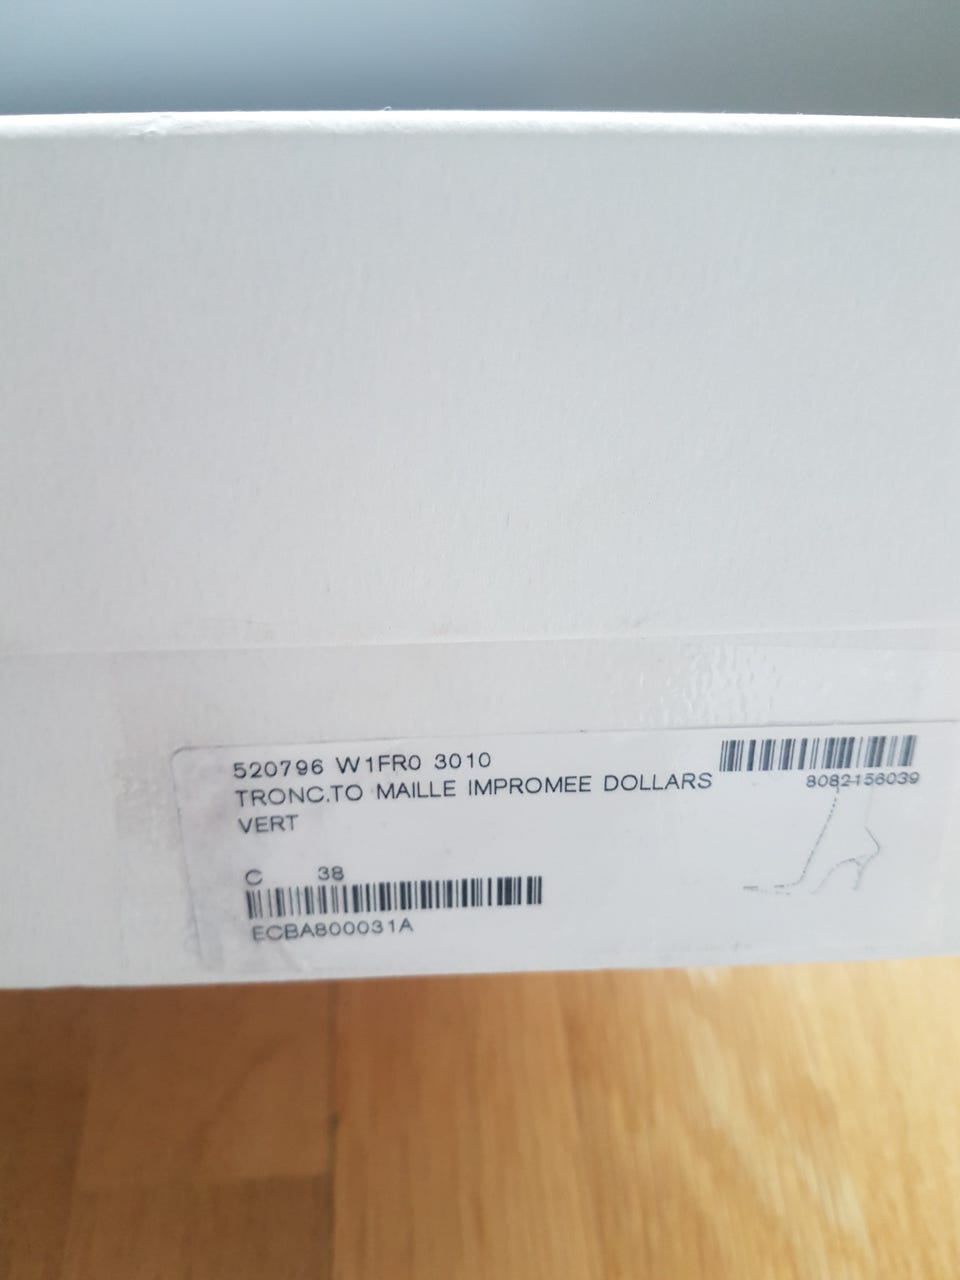 520796 W1FR0 3010
TRONC.TO MAILLE IMPROMEE DOLLARS
VERT
8082156039
C 38
ECBA800031A